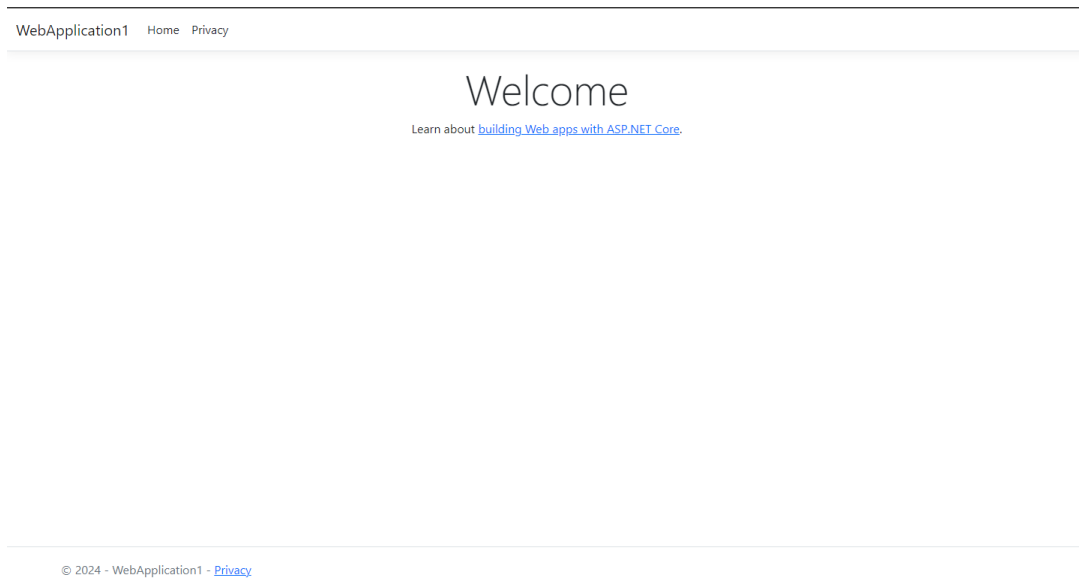 WebApplication1 Home Privacy
Welcome
Learn about building Web apps with ASP.NET Core.
© 2024 - WebApplication1 - Privacy